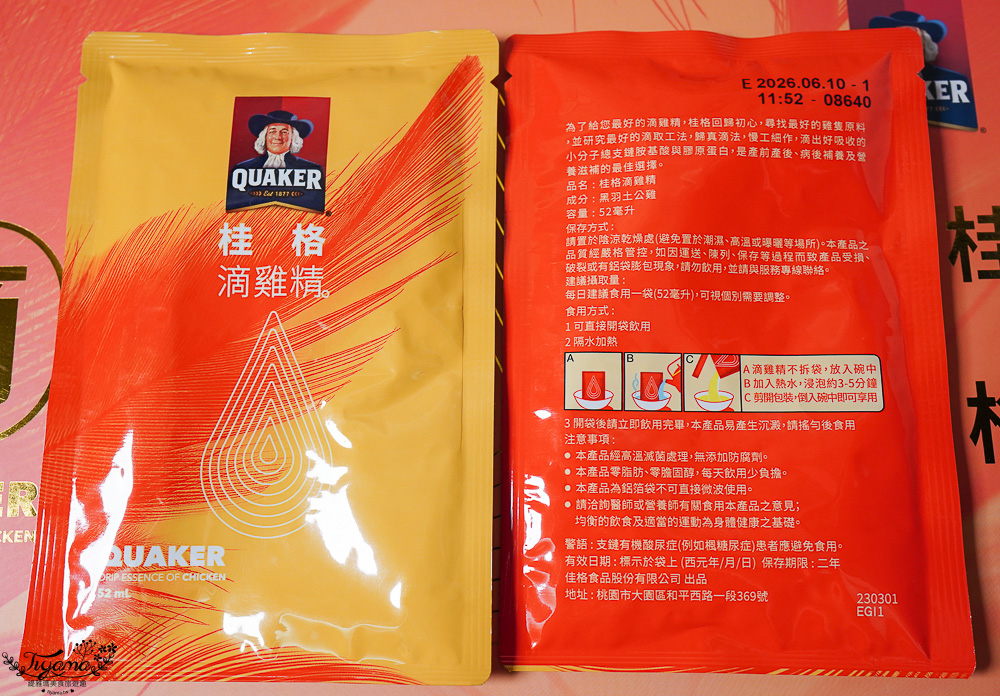 QUAKER
Est 1877
桂格
滴雞精
QUAKER
DRIP ESSENCE OF CHICKEN
52 mL
E 2026.06.10 - 1
11:52 - 08640
為了給您最好的滴雞精,桂格回歸初心,尋找最好的雞隻原料
,並研究最好的滴取工法,歸真滴法,慢工細作,滴出好吸收的
小分子總支鏈胺基酸與膠原蛋白,是產前產後、病後補養及營
養滋補的最佳選擇。
品名:桂格滴雞精
成分:黑羽土公雞
容量:52毫升
保存方式:
請置於陰涼乾燥處(避免置於潮濕、高溫或曝曬等場所)。本產品之
品質經嚴格管控,如因運送、陳列、保存等過程而致產品受損、
破裂或有鋁袋膨包現象,請勿飲用,並請與服務專線聯絡。
建議攝取量:
每日建議食用一袋(52毫升),可視個別需要調整。
食用方式:
1 可直接開袋飲用
2 隔水加熱
A
B
C
A 滴雞精不拆袋,放入碗中
B 加入熱水,浸泡約3-5分鐘
C 剪開包裝,倒入碗中即可享用
3 開袋後請立即飲用完畢,本產品易產生沉澱,請搖勻後食用
注意事項:
● 本產品經高溫滅菌處理,無添加防腐劑。
● 本產品零脂肪、零膽固醇,每天飲用少負擔。
● 本產品為鋁箔袋不可直接微波使用。
● 請洽詢醫師或營養師有關食用本產品之意見;
均衡的飲食及適當的運動為身體健康之基礎。
警語:支鏈有機酸尿症(例如楓糖尿症)患者應避免食用。
有效日期:標示於袋上(西元年/月/日) 保存期限:二年
佳格食品股份有限公司 出品
地址:桃園市大園區和平西路一段369號
230301
EGI1
KER
桂
ER
CKEN
Tiyama
緹雅瑪美食旅遊趣